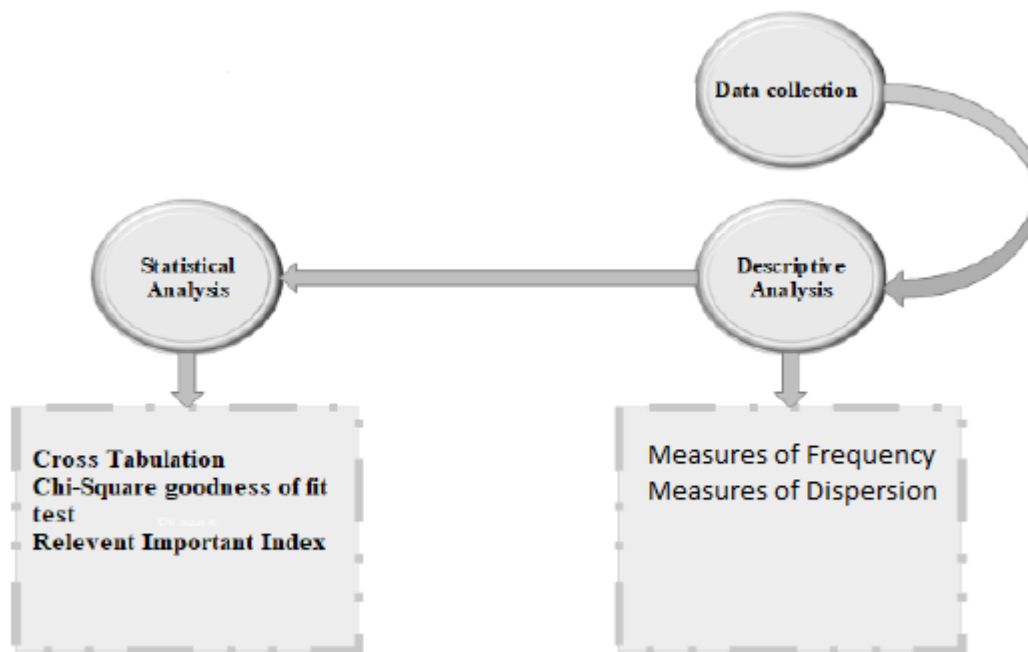 Data collection
Statistical
Analysis
Descriptive
Analysis
Cross Tabulation
Chi-Square goodness of fit
test
Relevent Important Index
Measures of Frequency
Measures of Dispersion